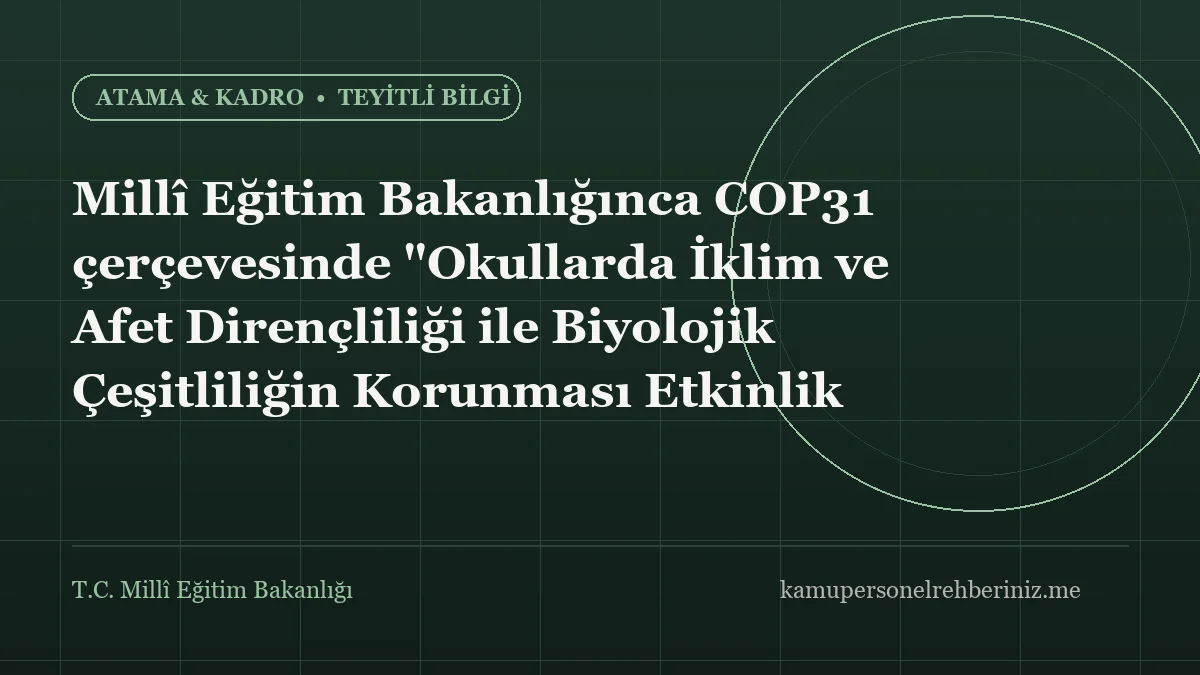 ATAMA & KADRO • TEYİTLİ BİLGİ
Millî Eğitim Bakanlığınca COP31
çerçevesinde "Okullarda İklim ve
Afet Dirençliliği ile Biyolojik
Çeşitliliğin Korunması Etkinlik
T.C. Millî Eğitim Bakanlığı
kamupersonelrehberiniz.me